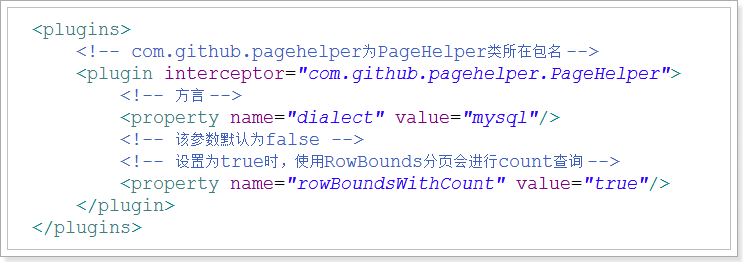 <plugins>
<!-- com.github.pagehelper为PageHelper类所在包名 -->
<plugin interceptor="com.github.pagehelper.PageHelper">
<!-- 方言 -->
<property name="dialect" value="mysql"/>
<!-- 该参数默认为false -->
<!-- 设置为true时，使用RowBounds分页会进行count查询 -->
<property name="rowBoundsWithCount" value="true"/>
</plugin>
</plugins>